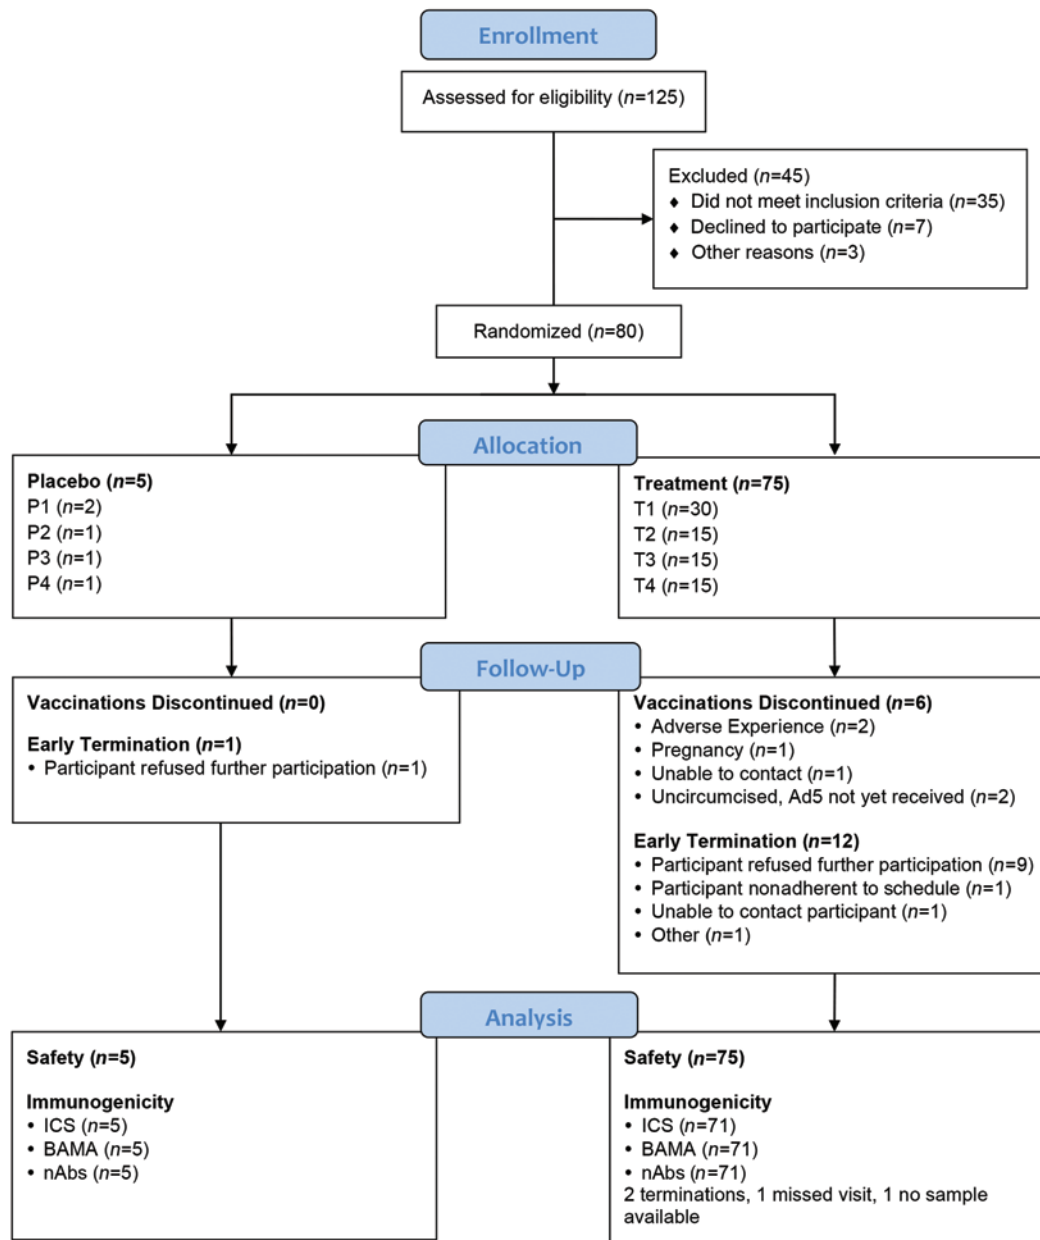 Enrollment
Assessed for eligibility (n=125)
Excluded (n=45)
♦ Did not meet inclusion criteria (n=35)
♦ Declined to participate (n=7)
♦ Other reasons (n=3)
Randomized (n=80)
Allocation
Placebo (n=5)
P1 (n=2)
P2 (n=1)
P3 (n=1)
P4 (n=1)
Treatment (n=75)
T1 (n=30)
T2 (n=15)
T3 (n=15)
T4 (n=15)
Follow-Up
Vaccinations Discontinued (n=0)
Early Termination (n=1)
• Participant refused further participation (n=1)
Vaccinations Discontinued (n=6)
• Adverse Experience (n=2)
• Pregnancy (n=1)
• Unable to contact (n=1)
• Uncircumcised, Ad5 not yet received (n=2)
Early Termination (n=12)
• Participant refused further participation (n=9)
• Participant nonadherent to schedule (n=1)
• Unable to contact participant (n=1)
• Other (n=1)
Analysis
Safety (n=5)
Immunogenicity
• ICS (n=5)
• BAMA (n=5)
• nAbs (n=5)
Safety (n=75)
Immunogenicity
• ICS (n=71)
• BAMA (n=71)
• nAbs (n=71)
2 terminations, 1 missed visit, 1 no sample
available